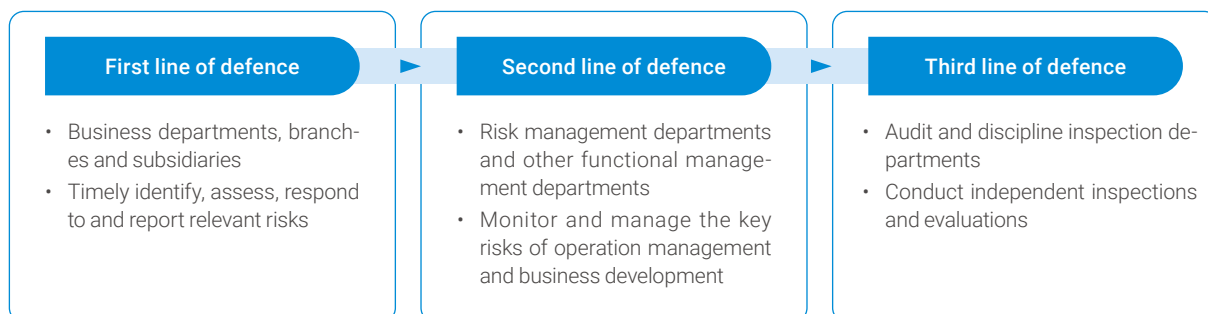 First line of defence
• Business departments, branch-
es and subsidiaries
• Timely identify, assess, respond
to and report relevant risks
Second line of defence
• Risk management departments
and other functional manage-
ment departments
• Monitor and manage the key
risks of operation management
and business development
Third line of defence
• Audit and discipline inspection de-
partments
• Conduct independent inspections
and evaluations